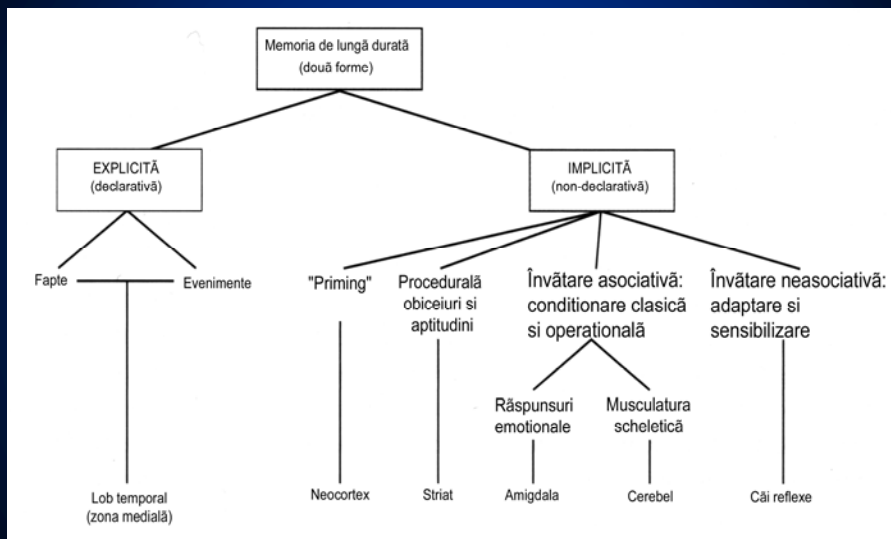 Memoria de lungă durată
(două forme)
EXPLICITĂ
(declarativă)
IMPLICITĂ
(non-declarativă)
Fapte
Evenimente
"Priming"
Procedurală
obiceiuri si
aptitudini
Învătare asociativă:
conditionare clasică
si operatională
Învătare neasociativă:
adaptare si
sensibilizare
Răspunsuri
emotionale
Musculatura
scheletică
Lob temporal
(zona medială)
Neocortex
Striat
Amigdala
Cerebel
Căi reflexe